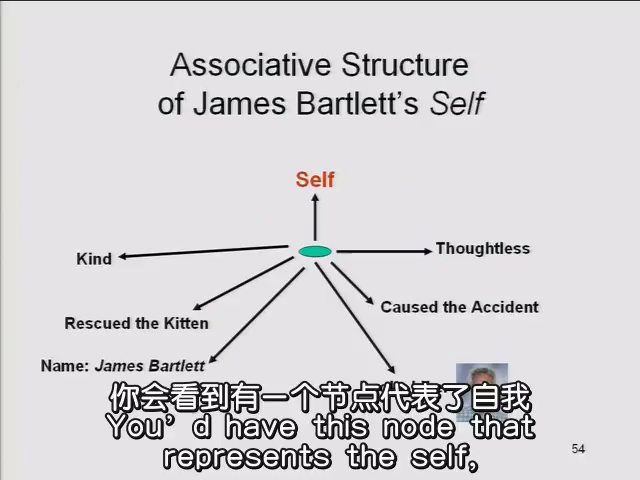 Associative Structure
of James Bartlett's Self
Self
Kind
Thoughtless
Rescued the Kitten
Caused the Accident
Name: James Bartlett
你会看到有一个节点代表了自我
You'd have this node that
represents the self,
54